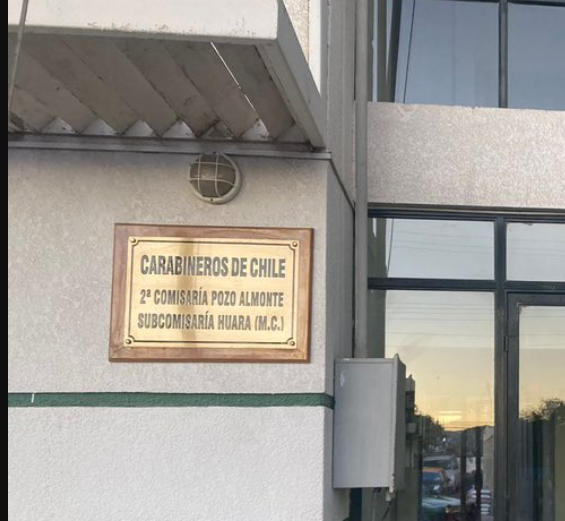 CARABINEROS DE CHILE
2ª COMISARÍA POZO ALMONTE
SUBCOMISARÍA HUARA (M.C.)